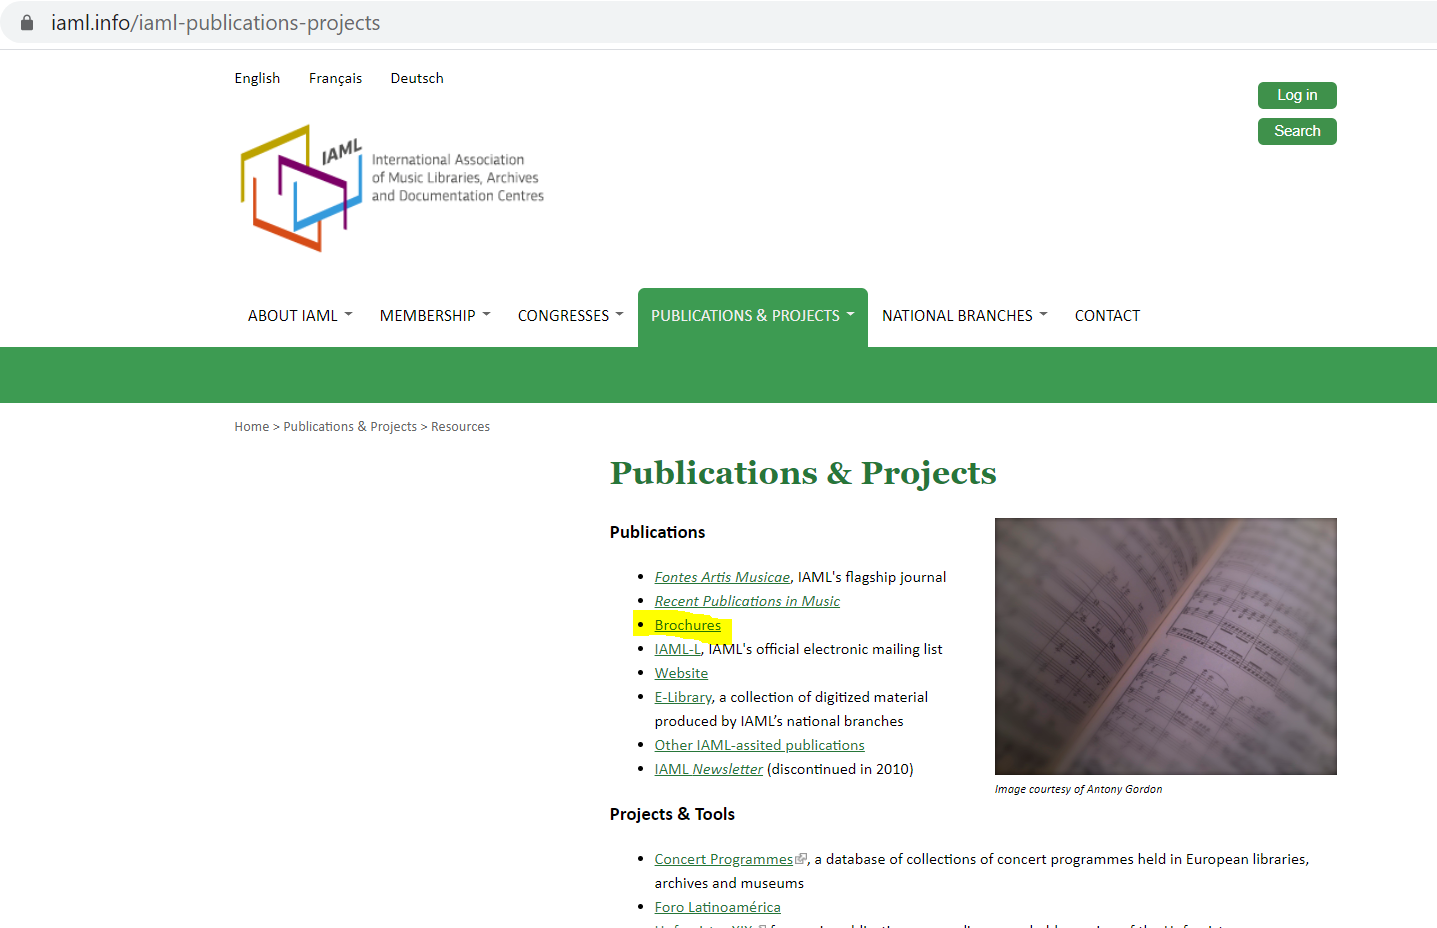 iaml.info/iaml-publications-projects
English Français Deutsch
Log in
Search
IAML
International Association
of Music Libraries, Archives
and Documentation Centres
ABOUT IAML MEMBERSHIP CONGRESSES PUBLICATIONS & PROJECTS NATIONAL BRANCHES CONTACT
Home > Publications & Projects > Resources
Publications & Projects
Publications
Fontes Artis Musicae, IAML's flagship journal
Recent Publications in Music
Brochures
IAML-L, IAML's official electronic mailing list
Website
E-Library, a collection of digitized material
produced by IAML’s national branches
Other IAML-assited publications
IAML Newsletter (discontinued in 2010)
Image courtesy of Antony Gordon
Projects & Tools
Concert Programmes, a database of collections of concert programmes held in European libraries,
archives and museums
Foro Latinoamérica